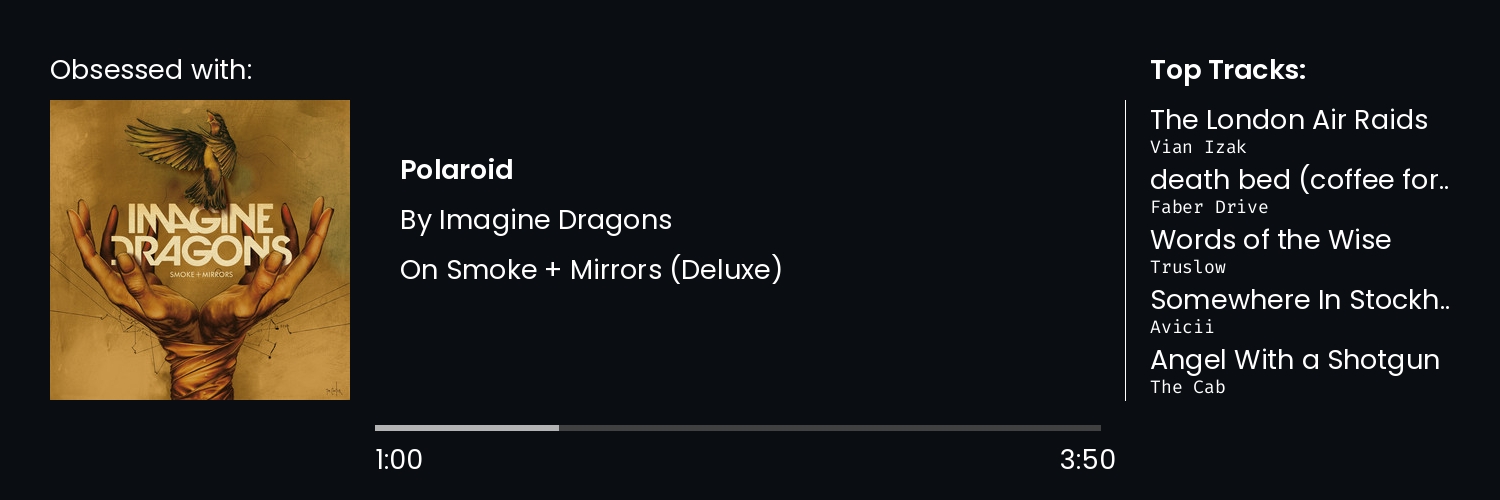 Obsessed with:
IMAGINE
DRAGONS
SMOKE + MIRRORS
Polaroid
By Imagine Dragons
On Smoke + Mirrors (Deluxe)
1:00
3:50
Top Tracks:
The London Air Raids
Vian Izak
death bed (coffee for..
Faber Drive
Words of the Wise
Truslow
Somewhere In Stockh..
Avicii
Angel With a Shotgun
The Cab